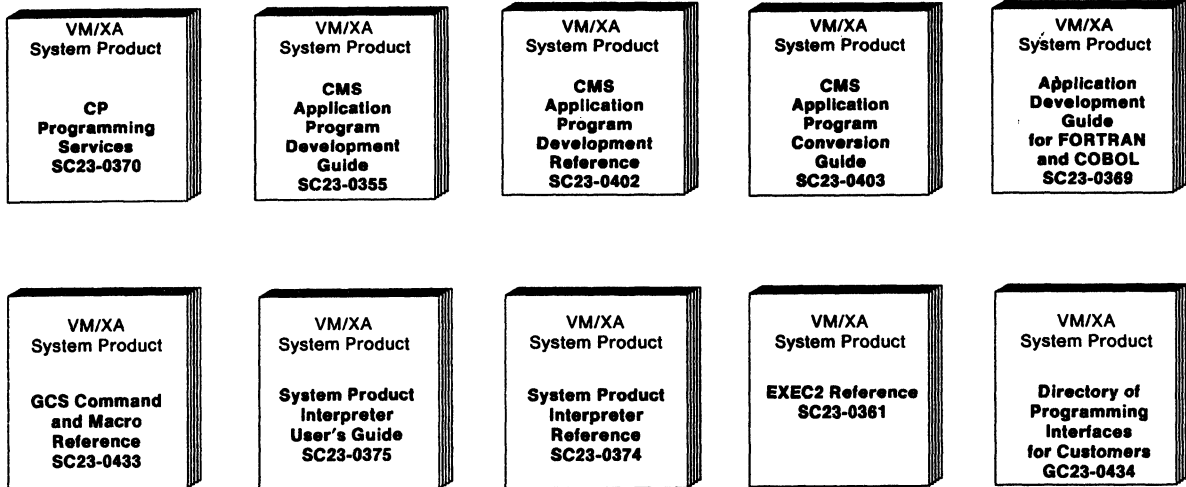 VM/XA
System Product
CP
Programming
Services
SC23-0370
VM/XA
System Product
CMS
Application
Program
Development
Guide
SC23-0355
VM/XA
System Product
CMS
Application
Program
Development
Reference
SC23-0402
VM/XA
System Product
CMS
Application
Program
Conversion
Guide
SC23-0403
VM/XA
System Product
Application
Development
Guide
for FORTRAN
and COBOL
SC23-0369
VM/XA
System Product
GCS Command
and Macro
Reference
SC23-0433
VM/XA
System Product
System Product
Interpreter
User's Guide
SC23-0375
VM/XA
System Product
System Product
Interpreter
Reference
SC23-0374
VM/XA
System Product
EXEC2 Reference
SC23-0361
VM/XA
System Product
Directory of
Programming
Interfaces
for Customers
GC23-0434